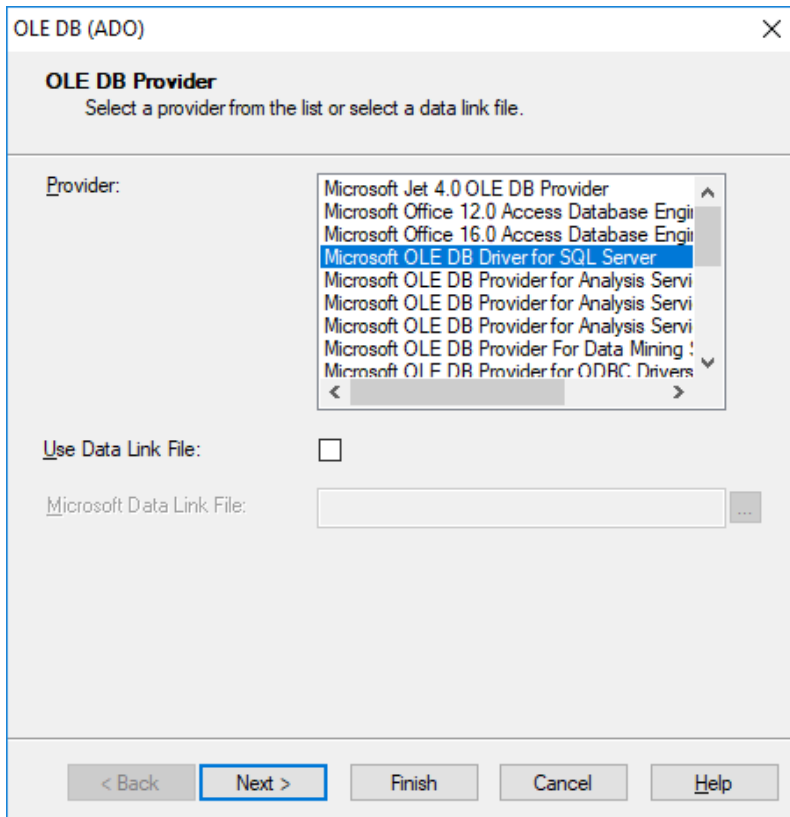 OLE DB (ADO)
OLE DB Provider
Select a provider from the list or select a data link file.
Provider:
Microsoft Jet 4.0 OLE DB Provider
Microsoft Office 12.0 Access Database Engi
Microsoft Office 16.0 Access Database Engi
Microsoft OLE DB Driver for SQL Server
Microsoft OLE DB Provider for Analysis Servi
Microsoft OLE DB Provider for Analysis Servi
Microsoft OLE DB Provider for Analysis Servi
Microsoft OLE DB Provider For Data Mining
Microsoft OLE DB Provider for ODBC Drivers
Use Data Link File:
Microsoft Data Link File:
...
< Back Next > Finish Cancel Help